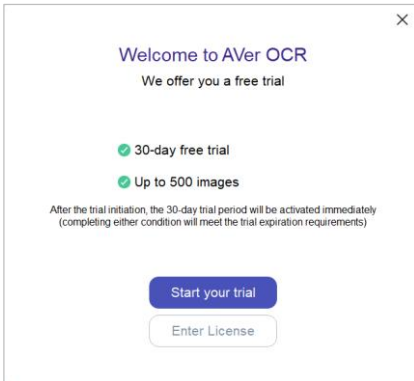 Welcome to AVer OCR
We offer you a free trial
30-day free trial
Up to 500 images
After the trial initiation, the 30-day trial period will be activated immediately
(completing either condition will meet the trial expiration requirements)
Start your trial
Enter License